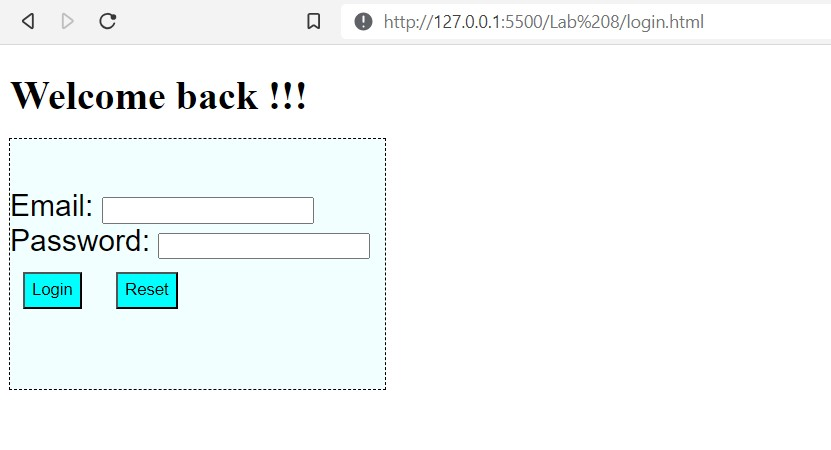 http://127.0.0.1:5500/Lab%208/login.html
Welcome back !!!
Email:
Password:
Login Reset